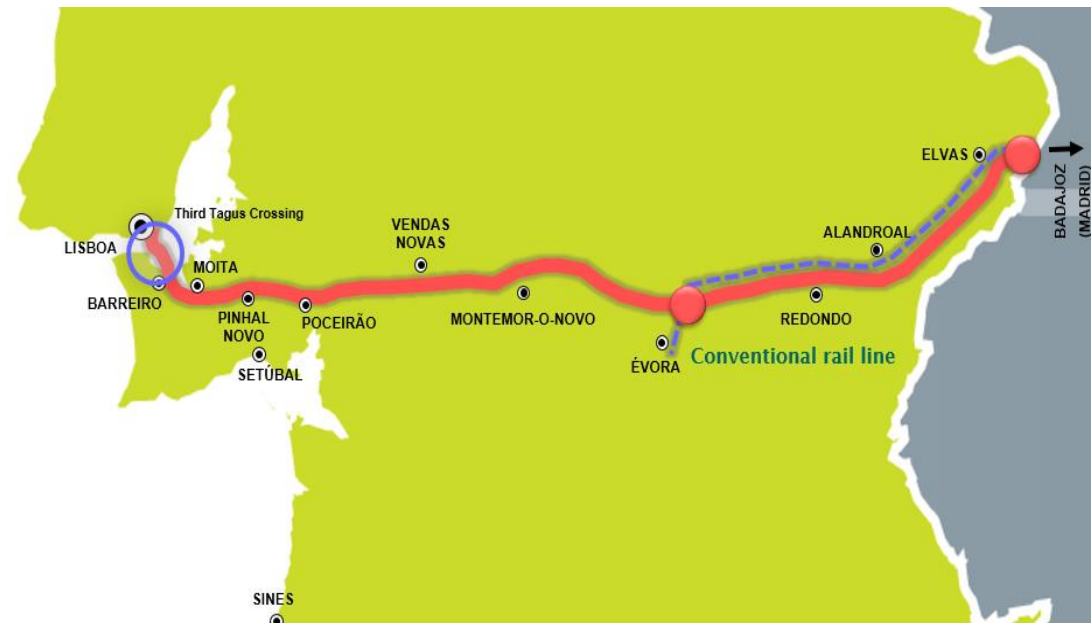 Third Tagus Crossing
LISBOA
BARREIRO
MOITA
PINHAL
NOVO
SETÚBAL
POCEIRÃO
VENDAS
NOVAS
MONTEMOR-O-NOVO
ÉVORA
Conventional rail line
REDONDO
ALANDROAL
ELVAS
BADAJOZ
(MADRID)
SINES